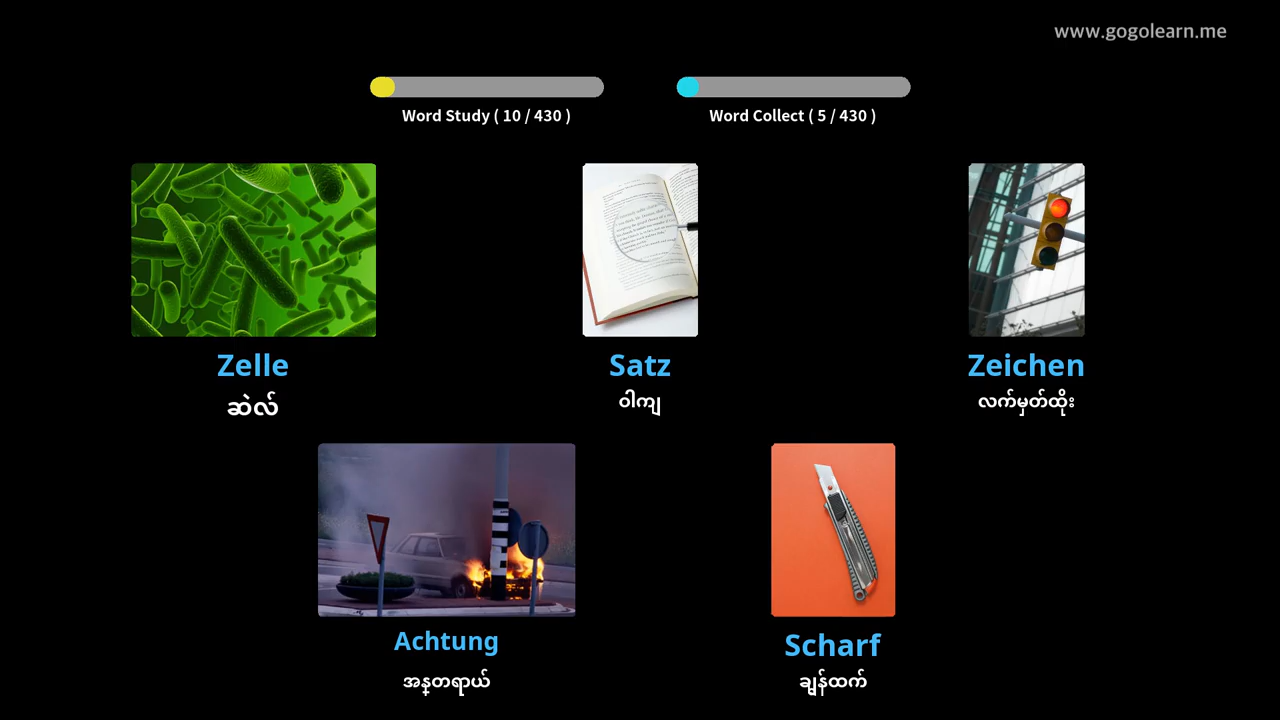 www.gogolearn.me
Word Study ( 10 / 430 )
Word Collect ( 5 / 430 )
Zelle
ဆဲလ်
Satz
ဝါကျ
Zeichen
လက်မှတ်ထိုး
Achtung
အန္တရာယ်
Scharf
ချွန်ထက်